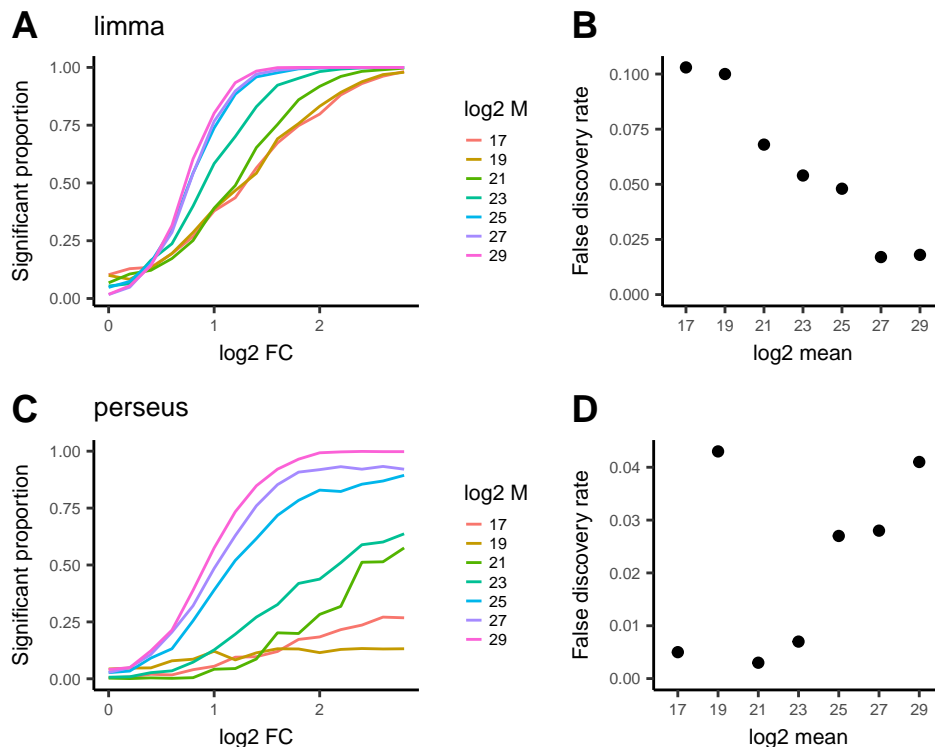 A
limma
1.00
0.75
0.50
0.25
0.00
Significant proportion
0
1
2
log2 FC
log2 M
17
19
21
23
25
27
29
B
0.100
0.075
0.050
0.025
0.000
False discovery rate
17 19 21 23 25 27 29
log2 mean
C
perseus
1.00
0.75
0.50
0.25
0.00
Significant proportion
0
1
2
log2 FC
log2 M
17
19
21
23
25
27
29
D
0.04
0.03
0.02
0.01
0.00
False discovery rate
17 19 21 23 25 27 29
log2 mean